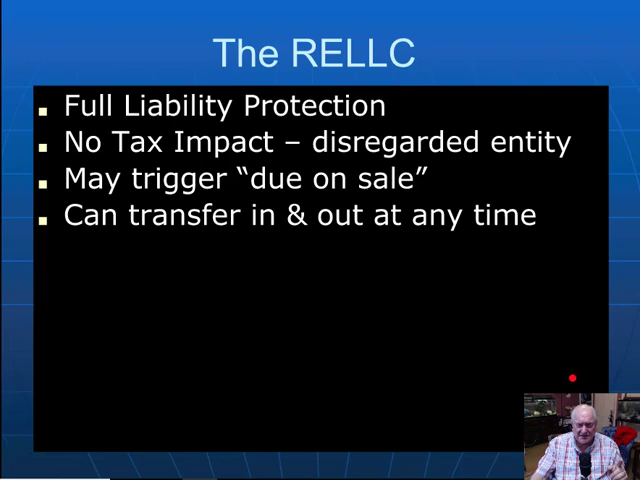 The RELLC
Full Liability Protection
No Tax Impact – disregarded entity
May trigger “due on sale”
Can transfer in & out at any time